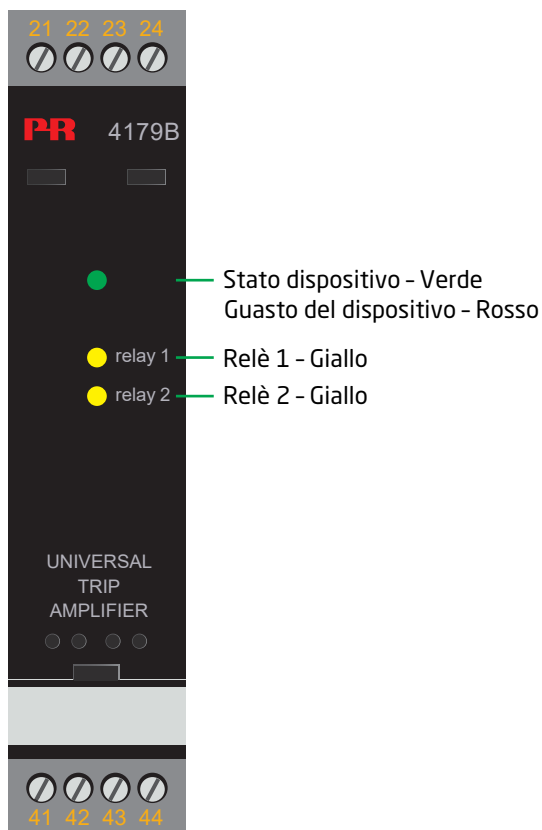 21 22 23 24
PR 4179B
Stato dispositivo – Verde
Guasto del dispositivo – Rosso
relay 1
Relè 1 – Giallo
relay 2
Relè 2 – Giallo
UNIVERSAL
TRIP
AMPLIFIER
41 42 43 44